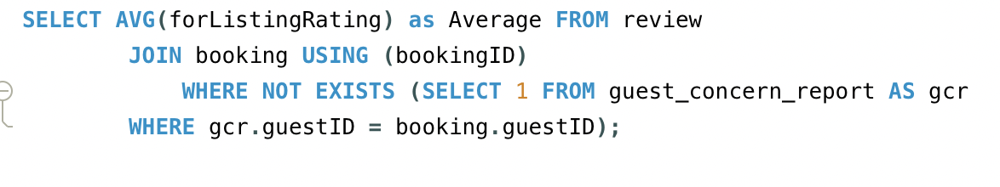 SELECT AVG(forListingRating) as Average FROM review
JOIN booking USING (bookingID)
WHERE NOT EXISTS (SELECT 1 FROM guest_concern_report AS gcr
WHERE gcr.guestID = booking.guestID);